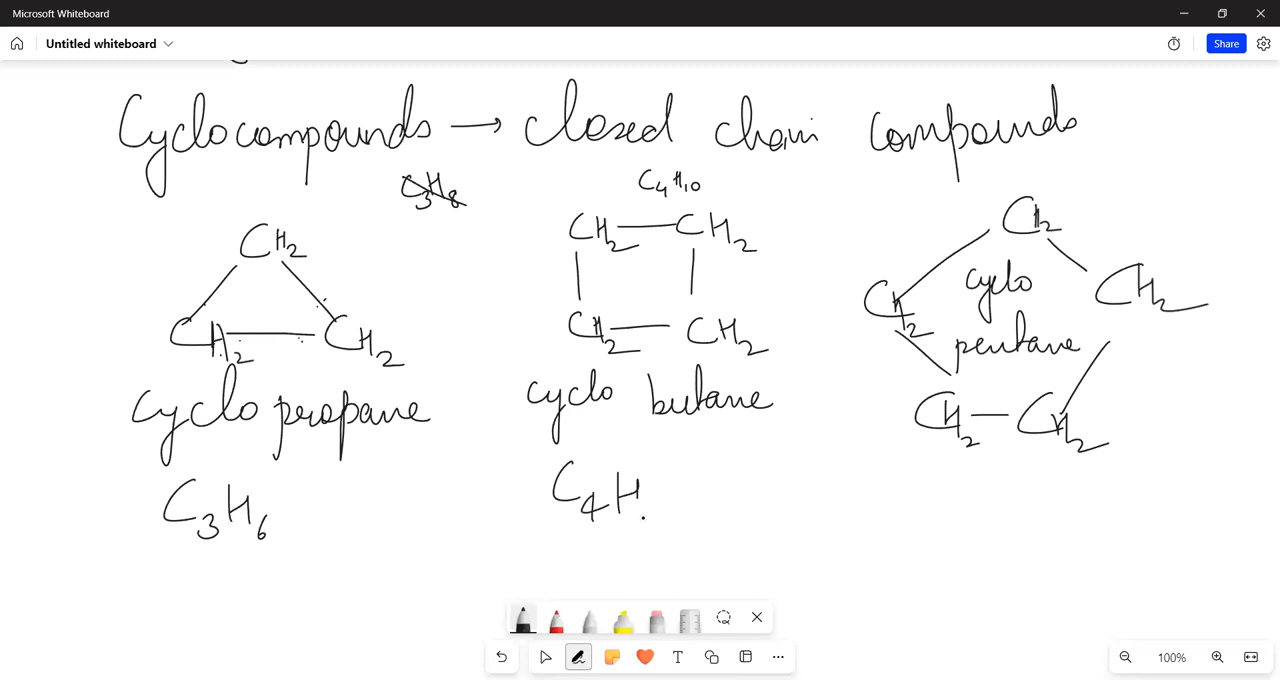 Microsoft Whiteboard
Untitled whiteboard
Share
Cyclocompounds → closed chain compounds
C3H8
C4H10
CH2
CH2 CH2
cyclo propane
C3H6
CH2 — CH2
CH2 — CH2
cyclo butane
C4H
CH2
CH2 CH2
cyclo
pentane
CH2 — CH2
T
100%